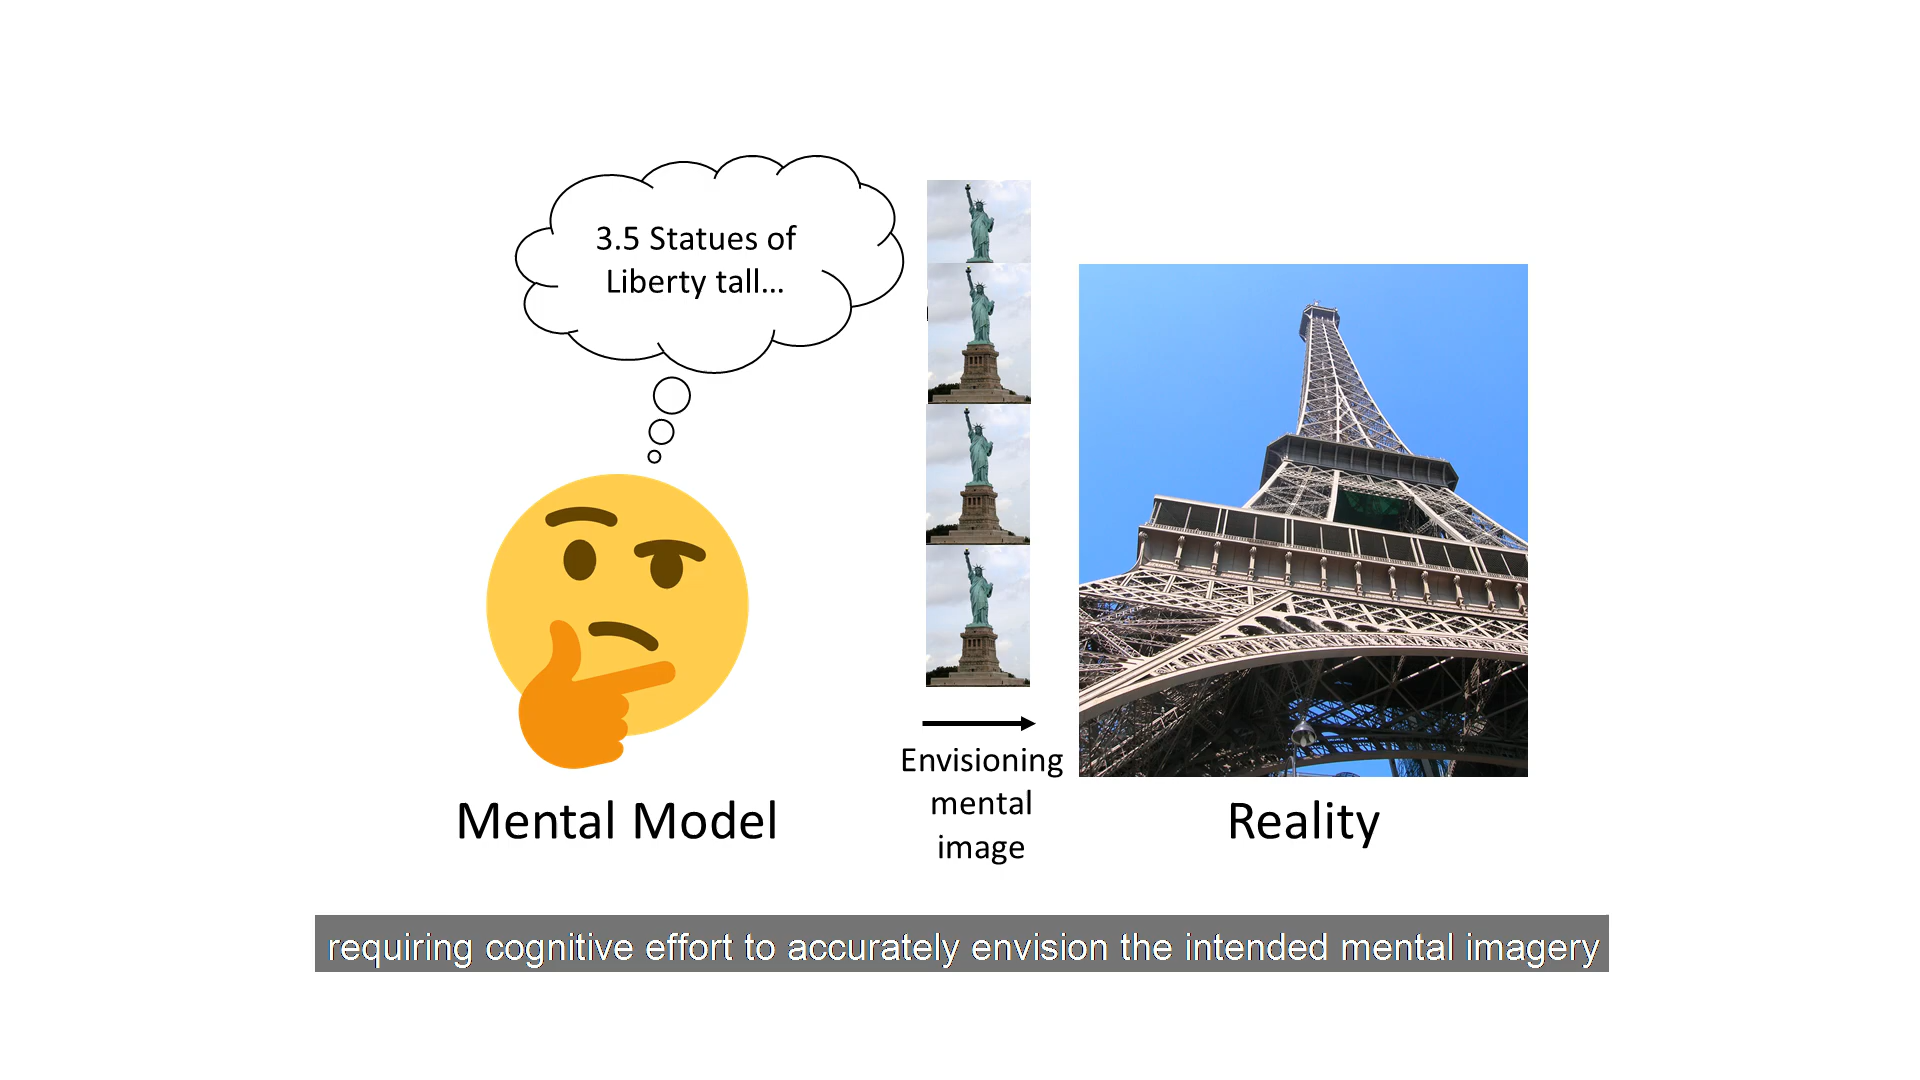 3.5 Statues of
Liberty tall...
Envisioning
mental
image
Mental Model
Reality
requiring cognitive effort to accurately envision the intended mental imagery